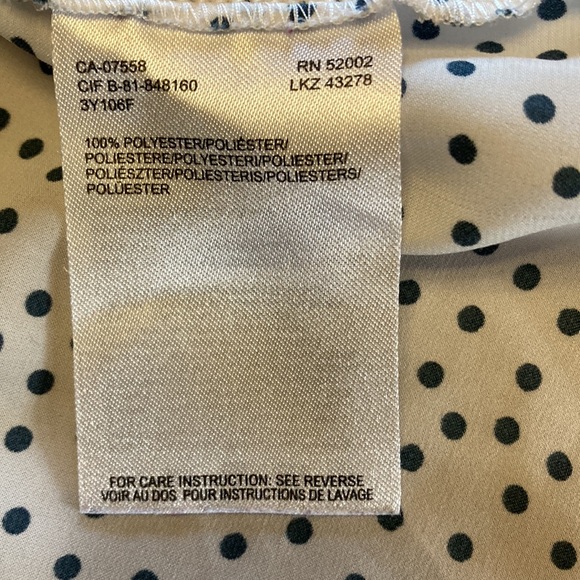 CA-07558 RN 52002
CIF B-81-848160 LKZ 43278
3Y106F
100% POLYESTER/POLIÉSTER/
POLIESTERE/POLYESTERI/POLIESTER/
POLIÉSZTER/POLIESTERIS/POLIESTERS/
POLÜESTER
FOR CARE INSTRUCTION: SEE REVERSE
VOIR AU DOS POUR INSTRUCTIONS DE LAVAGE